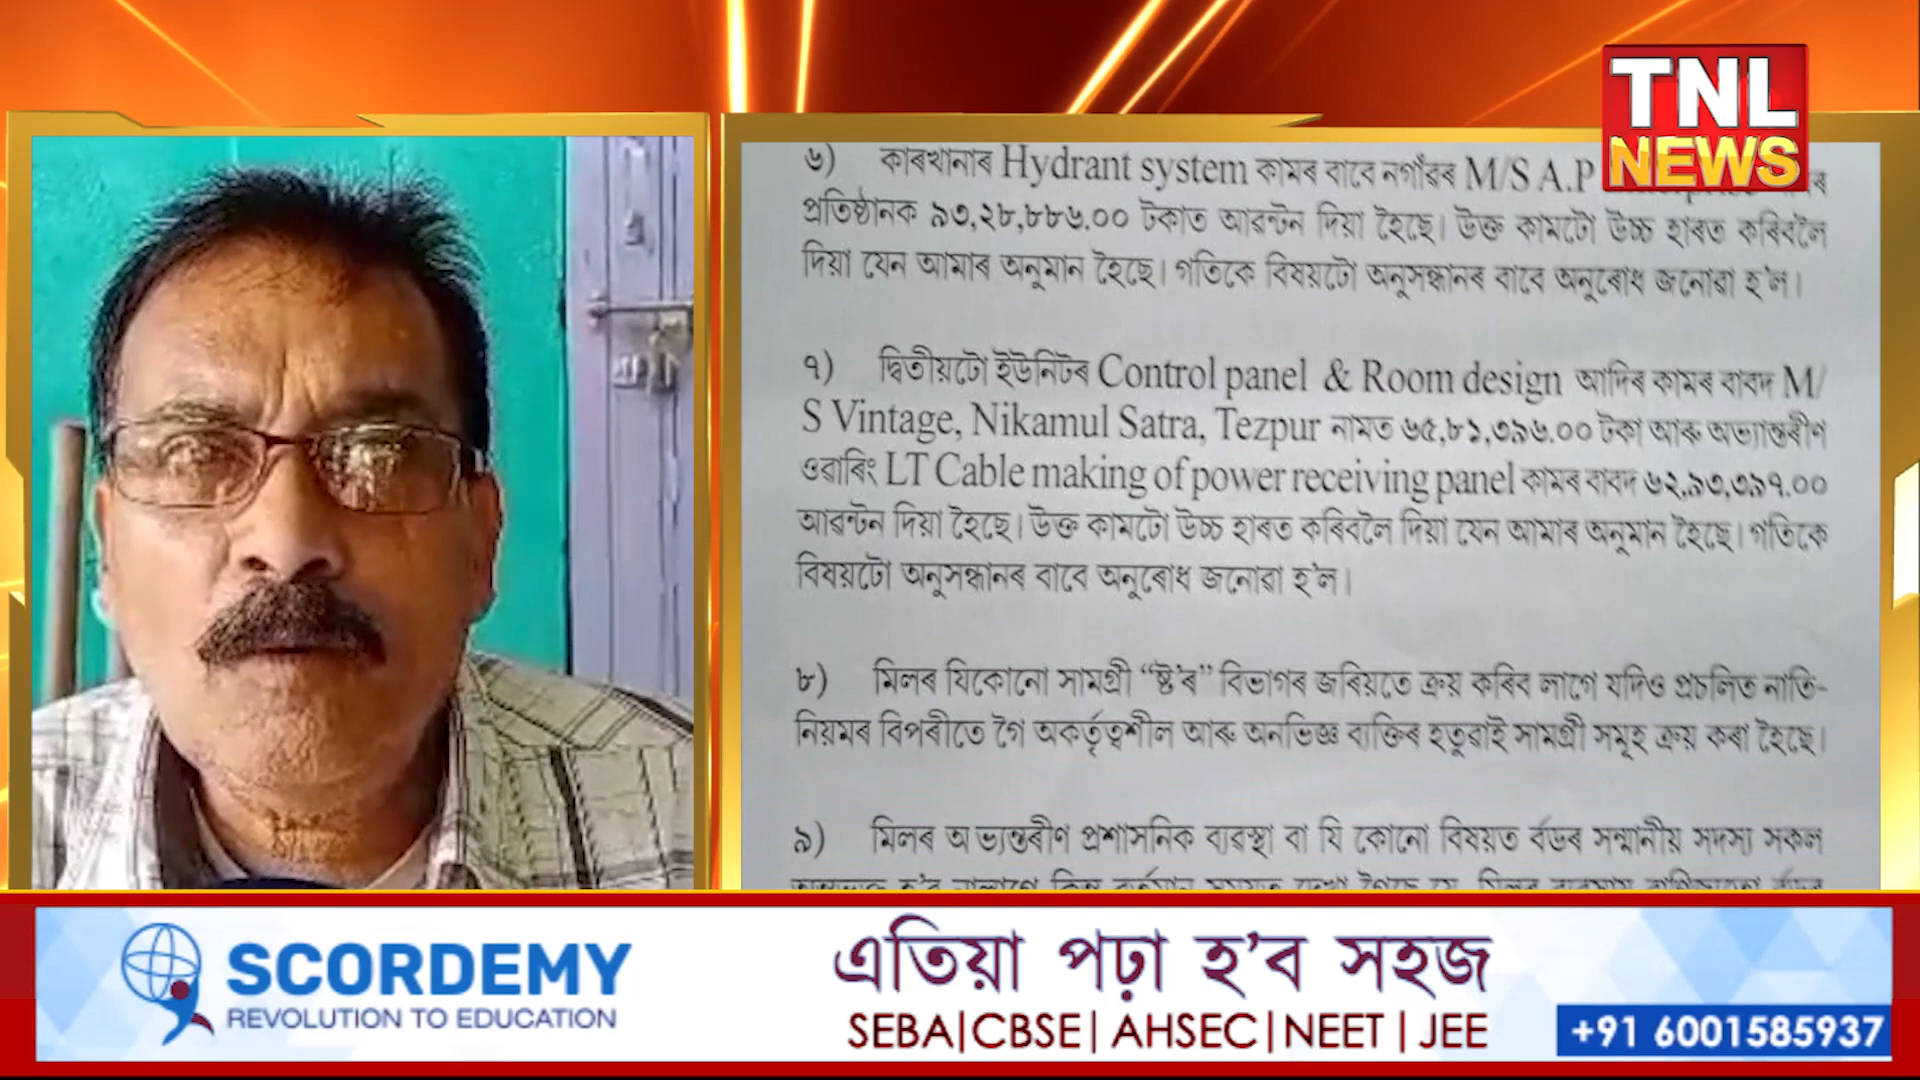 TNL
NEWS
৬) কাৰখানাৰ Hydrant system কামৰ বাবে নগাঁৱৰ M/S A.P
প্ৰতিষ্ঠানক ৯৩,২৮,৮৮৬.০০ টকাত আৱন্টন দিয়া হৈছে। উক্ত কামটো উচ্চ হাৰত কৰিবলৈ
দিয়া যেন আমাৰ অনুমান হৈছে। গতিকে বিষয়টো অনুসন্ধানৰ বাবে অনুৰোধ জনোৱা হ'ল।
৭) দ্বিতীয়টো ইউনিটৰ Control panel & Room design আদিৰ কামৰ বাবদ M/
S Vintage, Nikamul Satra, Tezpur নামত ৬৫,৮১,৩৯৬.০০ টকা আৰু অভ্যান্তৰীণ
ওৱাৰিং LT Cable making of power receiving panel কামৰ বাবদ ৬২,৯৩,৩৯৭.০০
আৱন্টন দিয়া হৈছে। উক্ত কামটো উচ্চ হাৰত কৰিবলৈ দিয়া যেন আমাৰ অনুমান হৈছে। গতিকে
বিষয়টো অনুসন্ধানৰ বাবে অনুৰোধ জনোৱা হ'ল।
৮) মিলৰ যিকোনো সামগ্ৰী “ষ্ট'ৰ” বিভাগৰ জৰিয়তে ক্ৰয় কৰিব লাগে যদিও প্ৰচলিত নাতি-
নিয়মৰ বিপৰীতে গৈ অকৰ্তৃত্বশীল আৰু অনভিজ্ঞ ব্যক্তিৰ হতুৱাই সামগ্ৰী সমূহ ক্ৰয় কৰা হৈছে।
৯) মিলৰ অভ্যন্তৰীণ প্ৰশাসনিক ব্যৱস্থা বা যি কোনো বিষয়ত ৰ্বডৰ সন্মানীয় সদস্য সকল
SCORDEMY
REVOLUTION TO EDUCATION
এতিয়া পঢ়া হ’ব সহজ
SEBA|CBSE| AHSEC|NEET | JEE
+91 6001585937